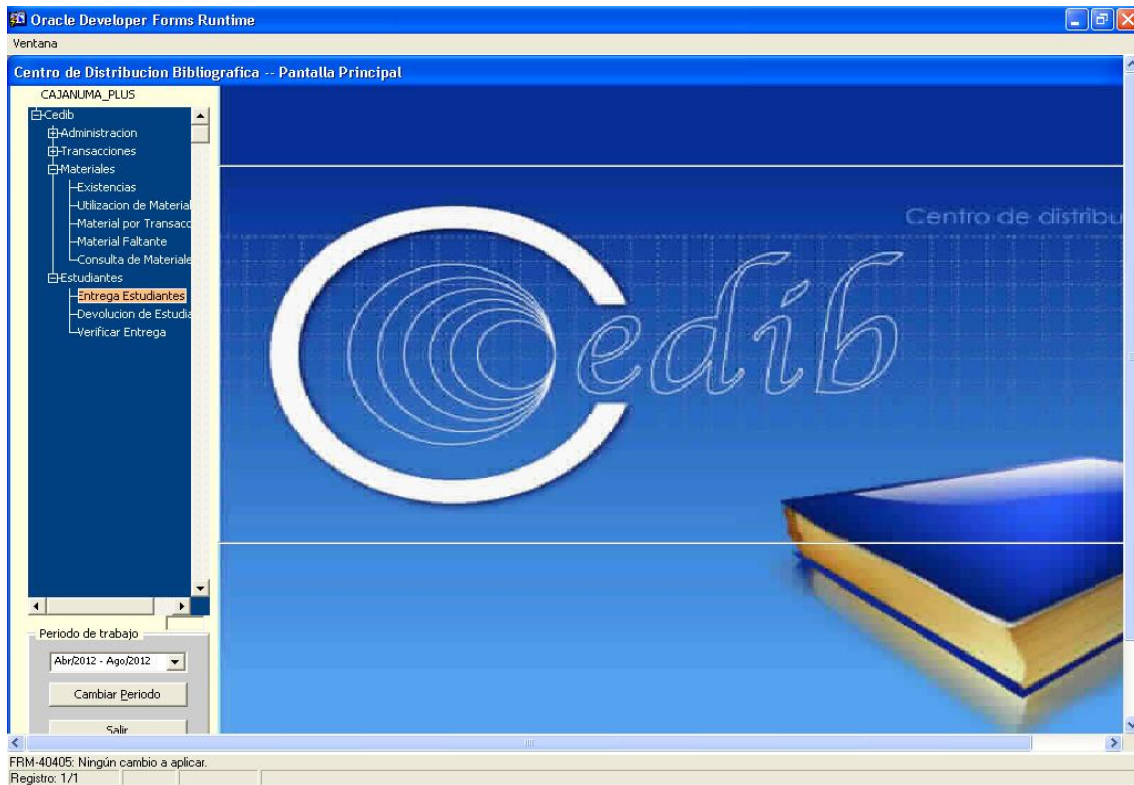 Oracle Developer Forms Runtime
Ventana
Centro de Distribucion Bibliografica -- Pantalla Principal
CAJANUMA_PLUS
Cedib
Administracion
Transacciones
Materiales
Existencias
Utilizacion de Material
Material por Transacc
Material Faltante
Consulta de Materiale
Estudiantes
Entrega Estudiantes
Devolucion de Estudia
Verificar Entrega
Centro de distribu
Cedib
Periodo de trabajo
Abr/2012 - Ago/2012
Cambiar Periodo
Salir
FRM-40405: Ningún cambio a aplicar.
Registro: 1/1